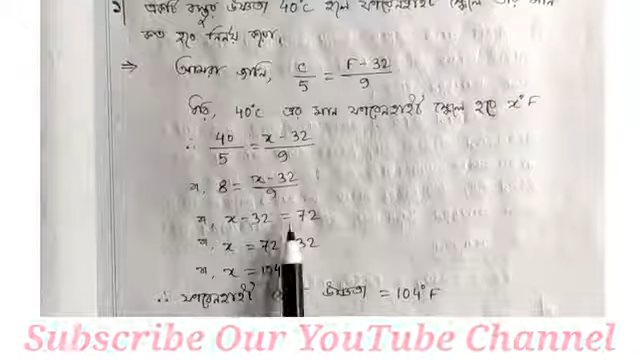 ১) একটি বস্তুর উষ্ণতা 40°C হলে ফারেনহাইট স্কেলে তার মান
কত হবে নির্ণয় করো।
⇒ আমরা জানি, C/5 = F-32/9
ধরি, 40°C এর মান ফারেনহাইট স্কেলে হবে x°F
∴ 40/5 = x-32/9
বা, 8 = x-32/9
বা, x-32 = 72
বা, x = 72 32
বা, x = 104
∴ ফারেনহাইট উষ্ণতা = 104°F
Subscribe Our YouTube Channel